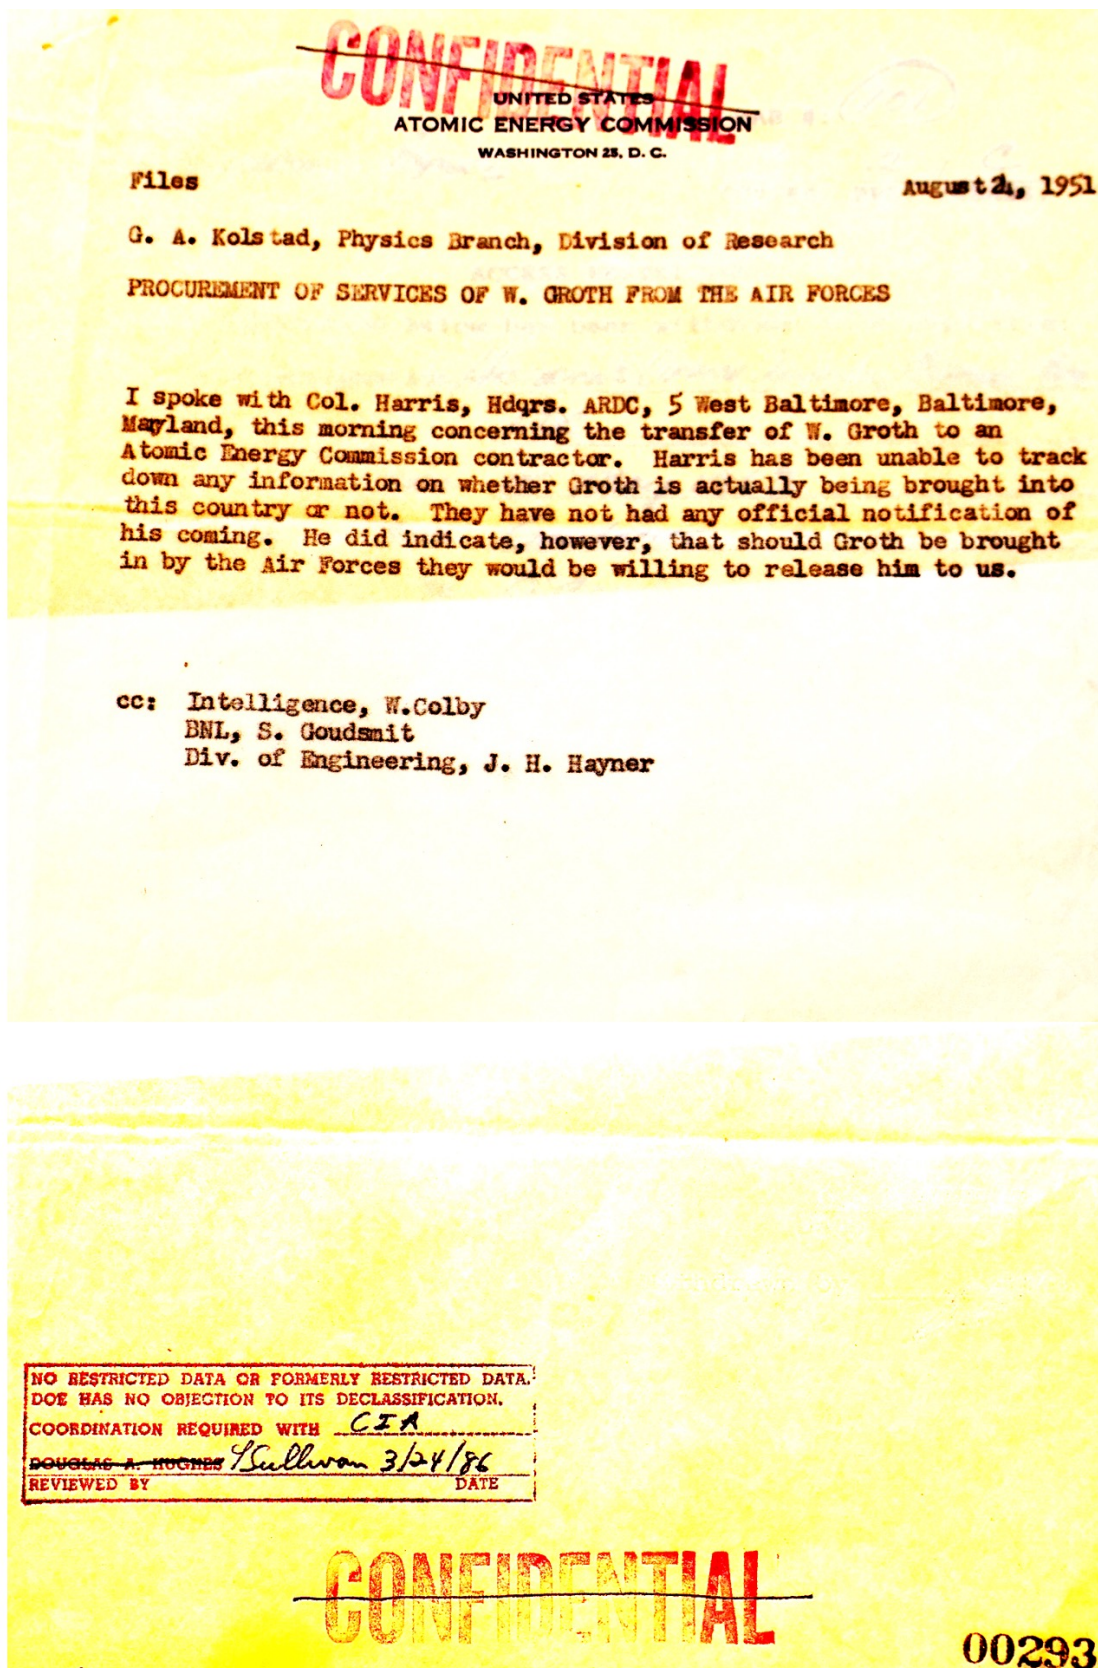 CONFIDENTIAL
UNITED STATES
ATOMIC ENERGY COMMISSION
WASHINGTON 25, D. C.
Files
August 24, 1951
G. A. Kolstad, Physics Branch, Division of Research
PROCUREMENT OF SERVICES OF W. GROTH FROM THE AIR FORCES
I spoke with Col. Harris, Hdqrs. ARDC, 5 West Baltimore, Baltimore,
Mayland, this morning concerning the transfer of W. Groth to an
Atomic Energy Commission contractor. Harris has been unable to track
down any information on whether Groth is actually being brought into
this country or not. They have not had any official notification of
his coming. He did indicate, however, that should Groth be brought
in by the Air Forces they would be willing to release him to us.
cc: Intelligence, W.Colby
BNL, S. Goudsmit
Div. of Engineering, J. H. Hayner
NO RESTRICTED DATA OR FORMERLY RESTRICTED DATA.
DOE HAS NO OBJECTION TO ITS DECLASSIFICATION.
COORDINATION REQUIRED WITH CIA
DOUGLAS A. HUGHES Sullivan 3/24/86
REVIEWED BY DATE
CONFIDENTIAL
00293